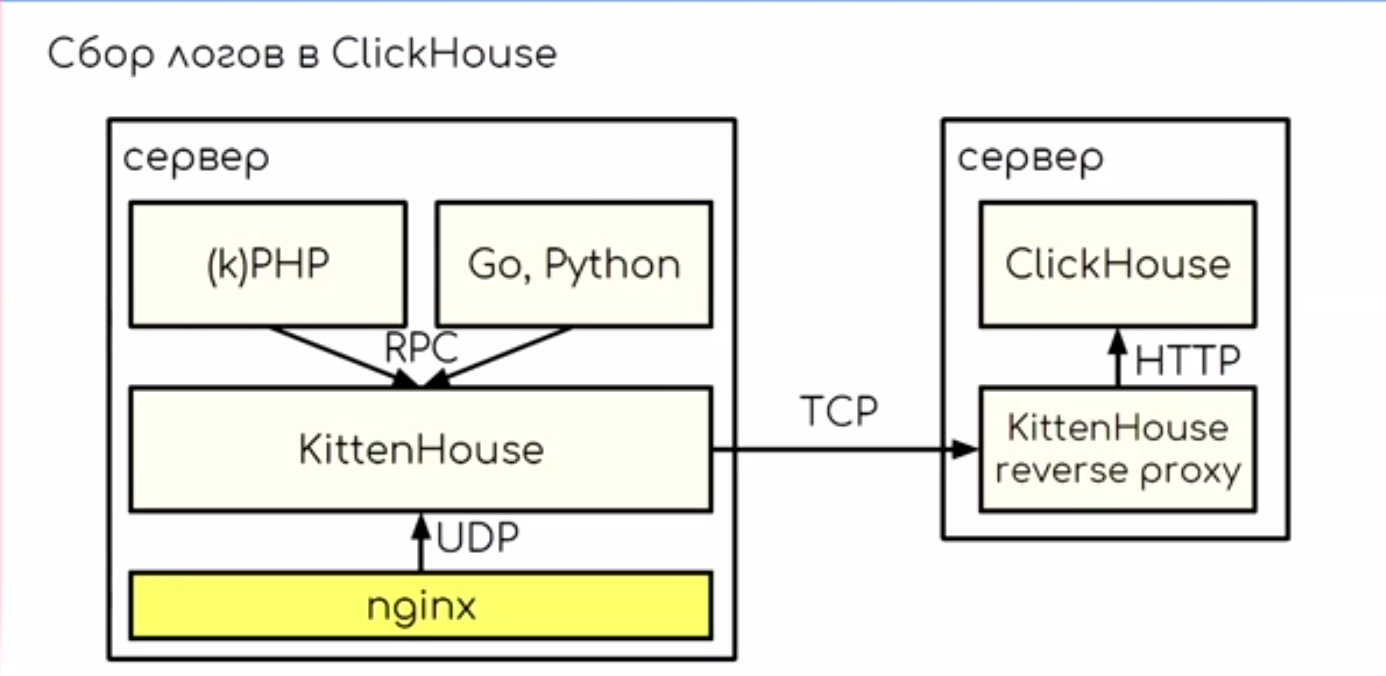 Сбор логов в ClickHouse
сервер
(k)PHP
Go, Python
RPC
KittenHouse
UDP
nginx
TCP
сервер
ClickHouse
HTTP
KittenHouse
reverse proxy